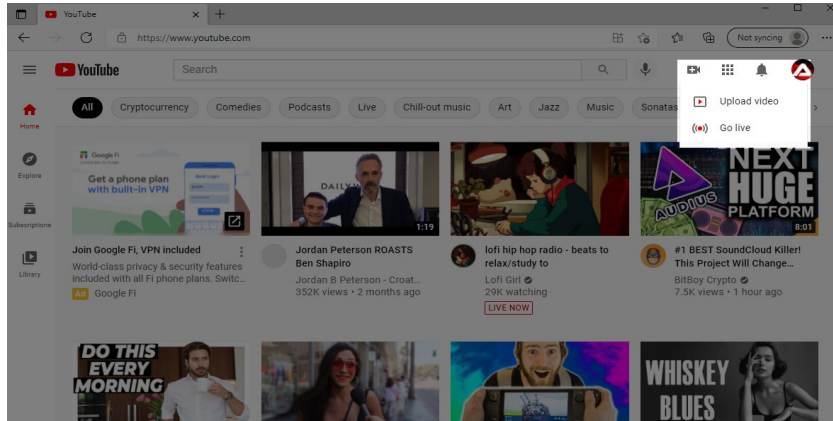 YouTube
https://www.youtube.com
Not syncing
YouTube
Search
All
Cryptocurrency
Comedies
Podcasts
Live
Chill-out music
Art
Jazz
Music
Sonatas
Upload video
Go live
Home
Explore
Subscriptions
Library
Google Fi
Get a phone plan
with built-in VPN
DAILY
1:19
NEXT
HUGE
PLATFORM
AUDIUS
8:01
Join Google Fi, VPN included
World-class privacy & security features
included with all Fi phone plans. Switc...
Ad Google Fi
Jordan Peterson ROASTS
Ben Shapiro
Jordan B Peterson - Croat...
352K views • 2 months ago
lofi hip hop radio - beats to
relax/study to
Lofi Girl
29K watching
LIVE NOW
#1 BEST SoundCloud Killer!
This Project Will Change...
BitBoy Crypto
7.5K views • 1 hour ago
DO THIS
EVERY
MORNING
WHISKEY
BLUES